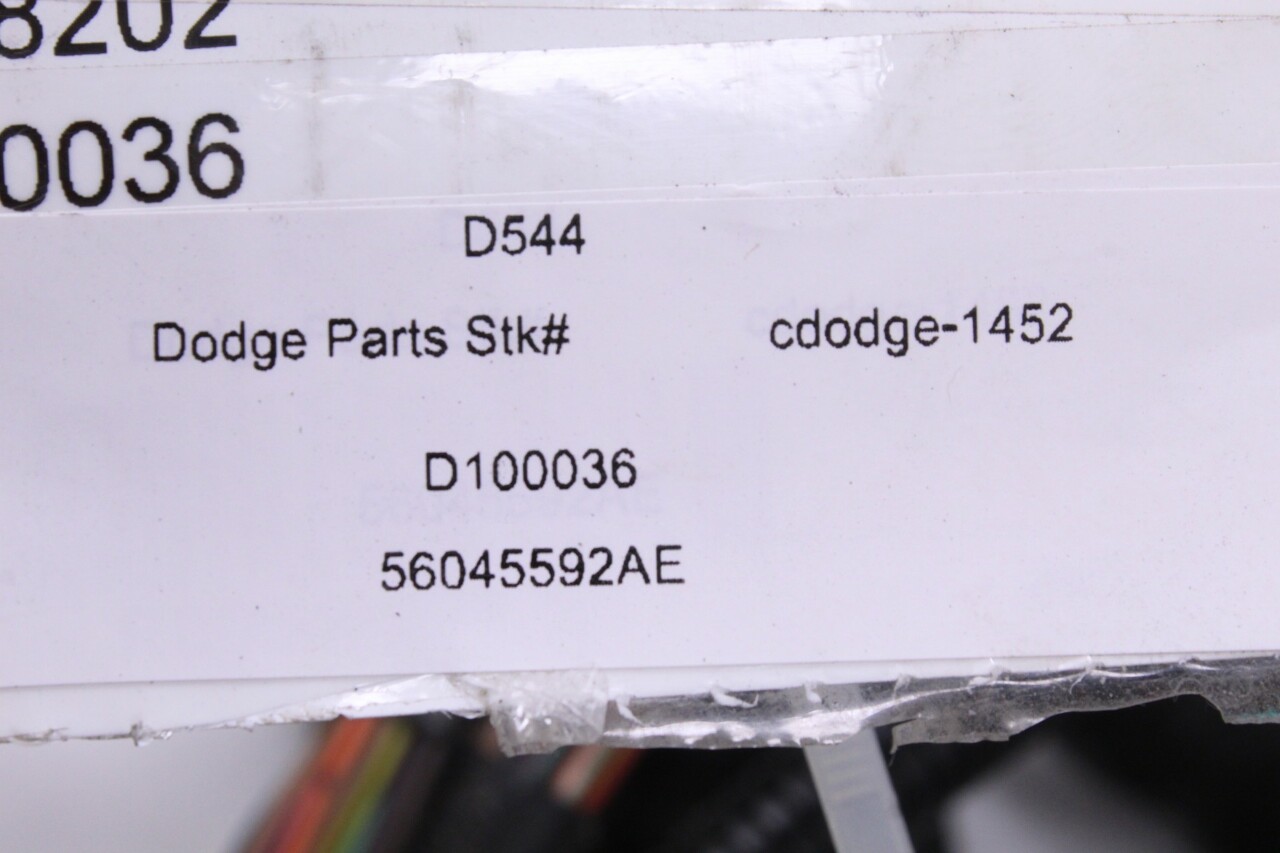 8202
0036
D544
Dodge Parts Stk# cdodge-1452
D100036
56045592AE